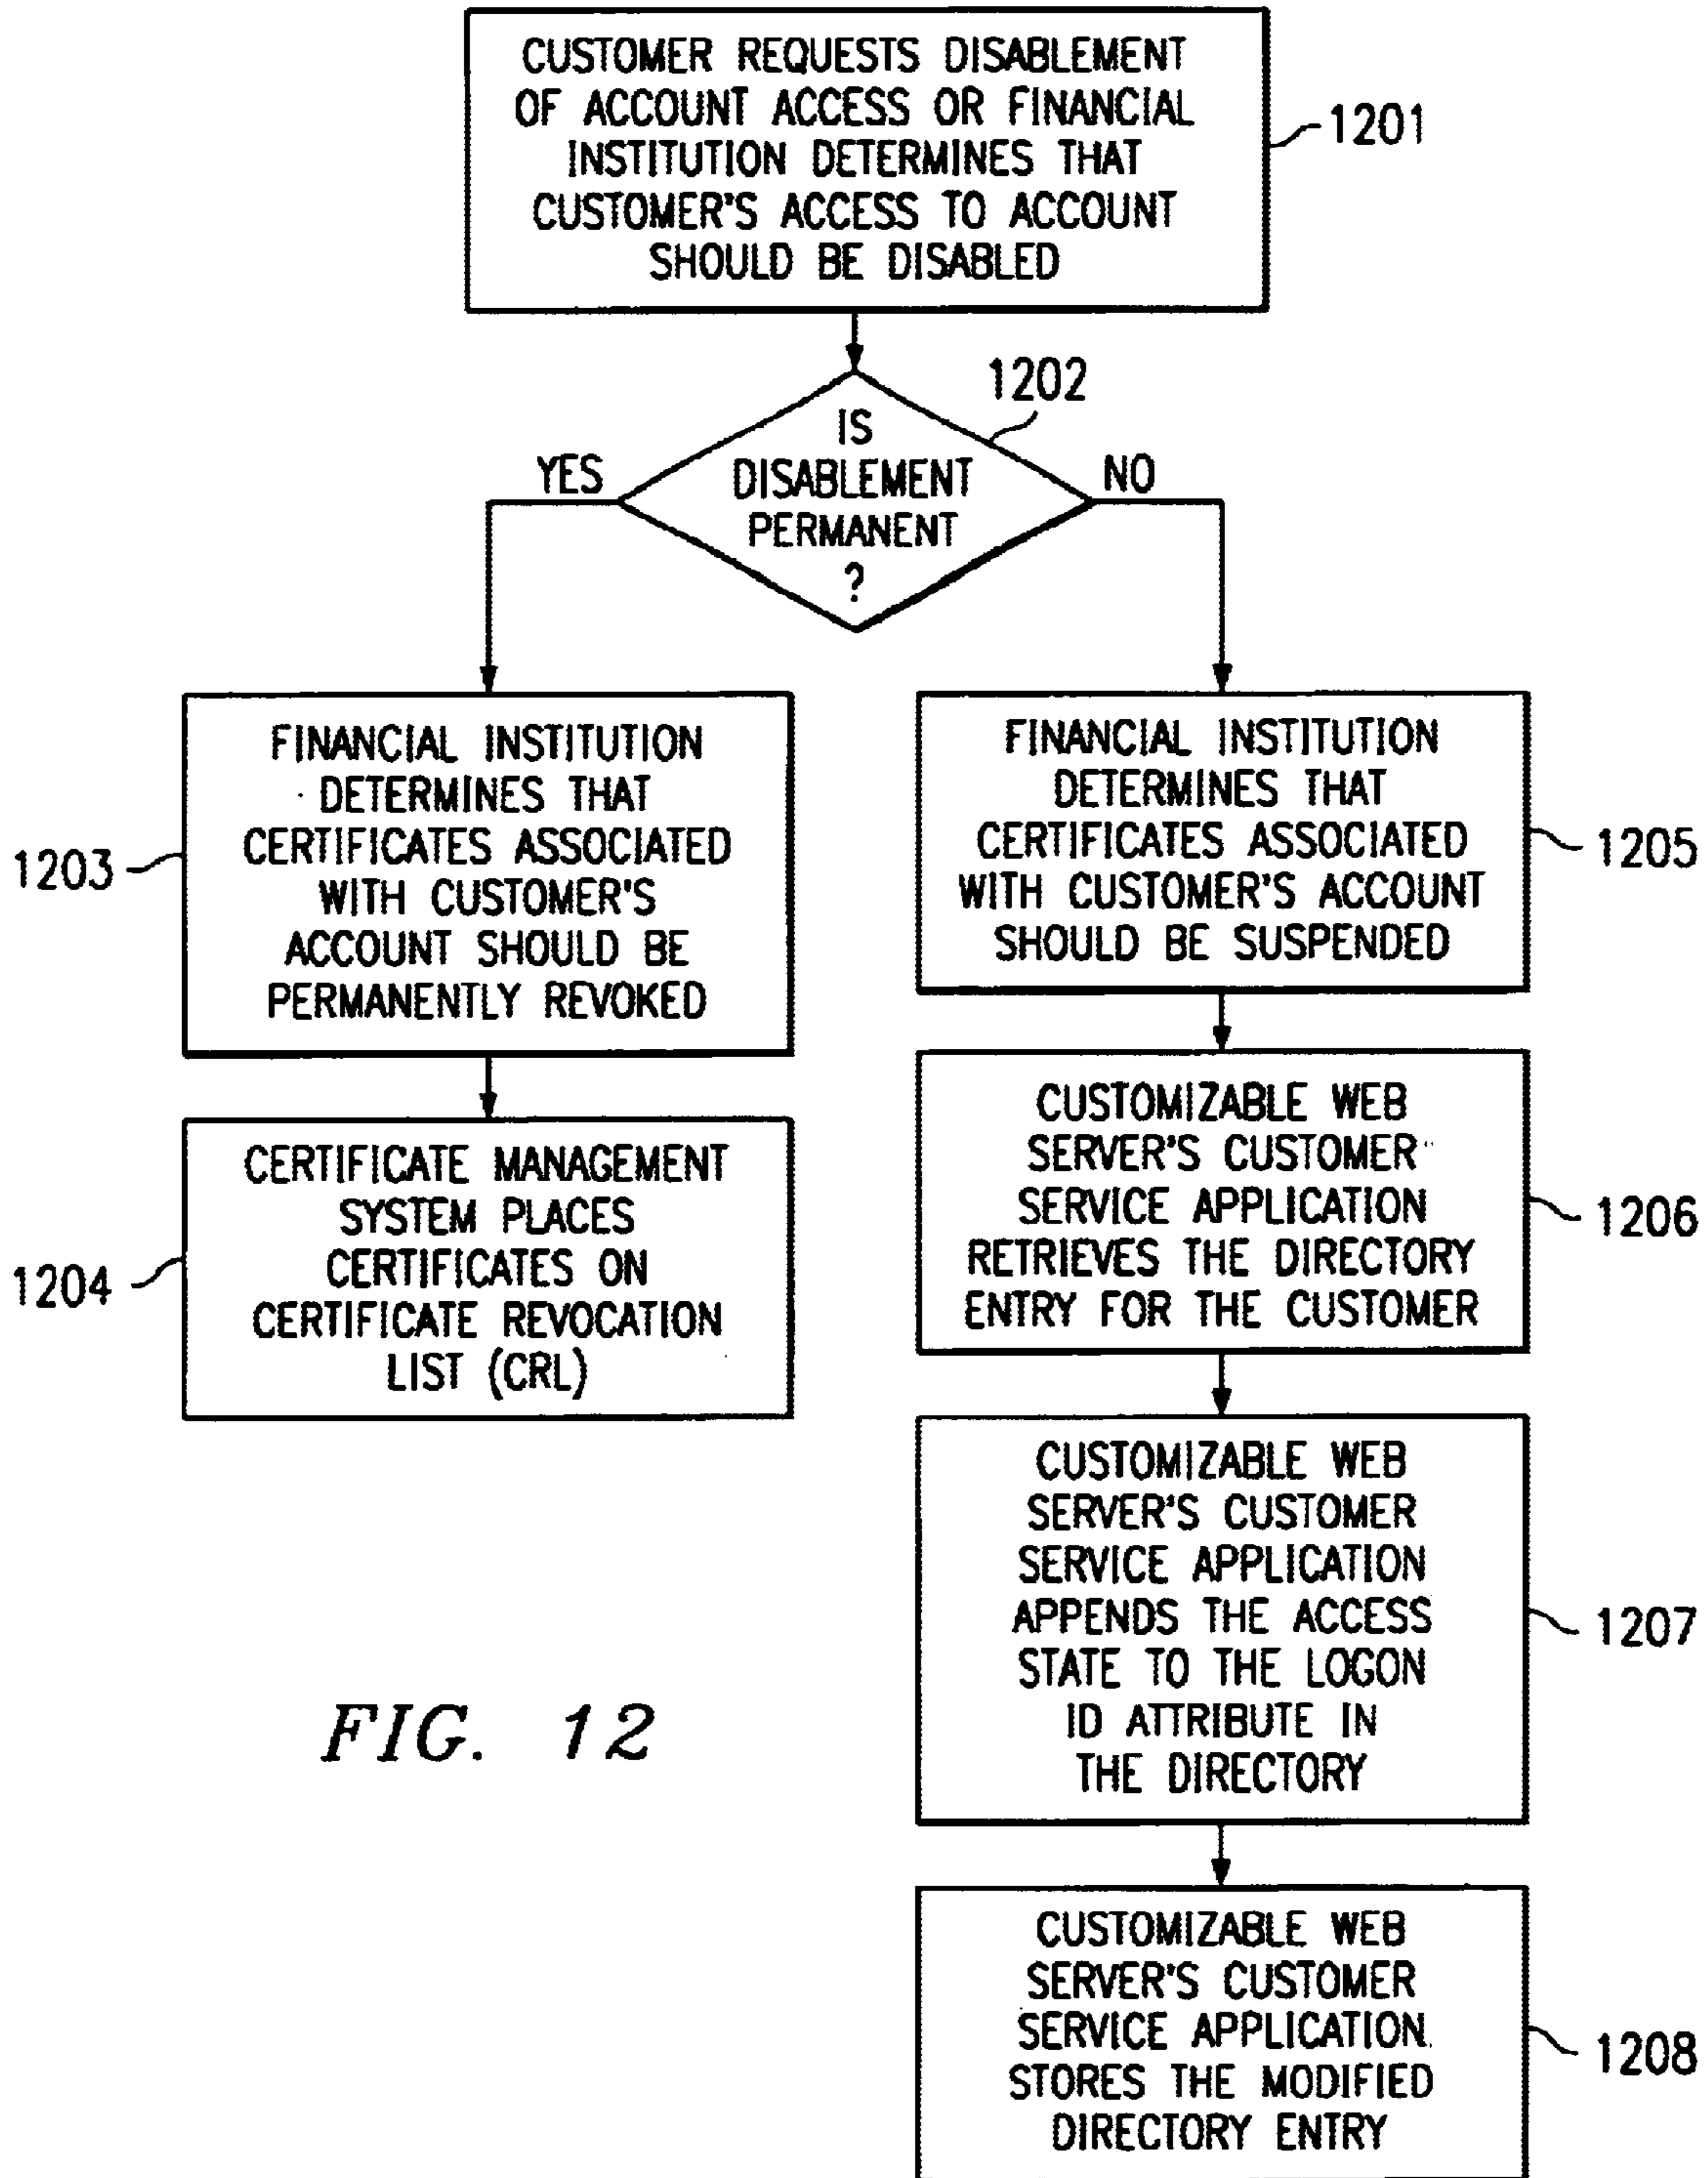 CUSTOMER REQUESTS DISABLEMENT
OF ACCOUNT ACCESS OR FINANCIAL
INSTITUTION DETERMINES THAT
CUSTOMER'S ACCESS TO ACCOUNT
SHOULD BE DISABLED
1201
1202
IS
DISABLEMENT
PERMANENT
?
YES
NO
FINANCIAL INSTITUTION
DETERMINES THAT
CERTIFICATES ASSOCIATED
WITH CUSTOMER'S
ACCOUNT SHOULD BE
PERMANENTLY REVOKED
1203
CERTIFICATE MANAGEMENT
SYSTEM PLACES
CERTIFICATES ON
CERTIFICATE REVOCATION
LIST (CRL)
1204
FINANCIAL INSTITUTION
DETERMINES THAT
CERTIFICATES ASSOCIATED
WITH CUSTOMER'S ACCOUNT
SHOULD BE SUSPENDED
1205
CUSTOMIZABLE WEB
SERVER'S CUSTOMER
SERVICE APPLICATION
RETRIEVES THE DIRECTORY
ENTRY FOR THE CUSTOMER
1206
CUSTOMIZABLE WEB
SERVER'S CUSTOMER
SERVICE APPLICATION
APPENDS THE ACCESS
STATE TO THE LOGON
ID ATTRIBUTE IN
THE DIRECTORY
1207
CUSTOMIZABLE WEB
SERVER'S CUSTOMER
SERVICE APPLICATION
STORES THE MODIFIED
DIRECTORY ENTRY
1208
FIG. 12